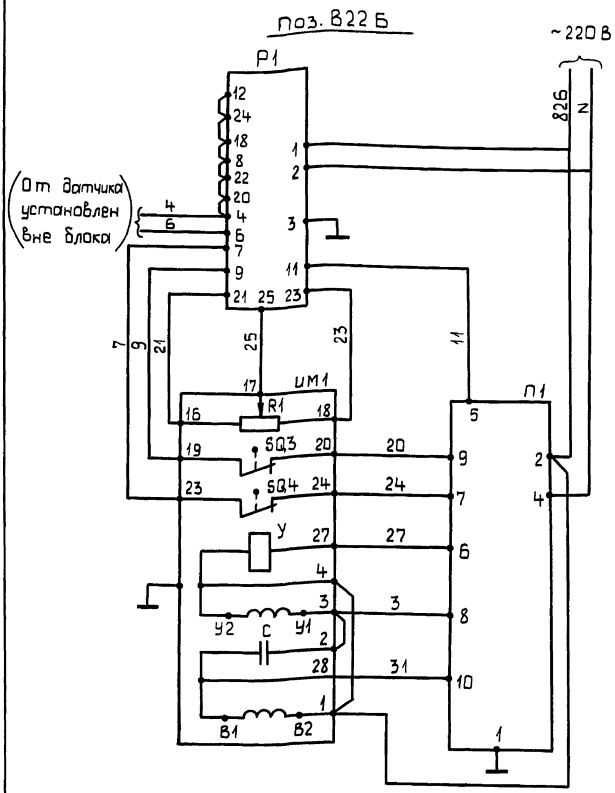 поз. В22 Б
~220 В
Р1
82Б
N
12
24
18
8
22
20
4
6
7
9
21
25
1
2
3
11
23
(От датчика
установлен
вне блока)
4
6
7
9
21
25
23
11
17
ИМ1
П1
16
R1
18
5
19
SQ3
20
20
9
2
23
SQ4
24
24
7
4
У
27
27
6
4
У2
У1
3
3
8
С
2
28
31
10
В1
В2
1
1